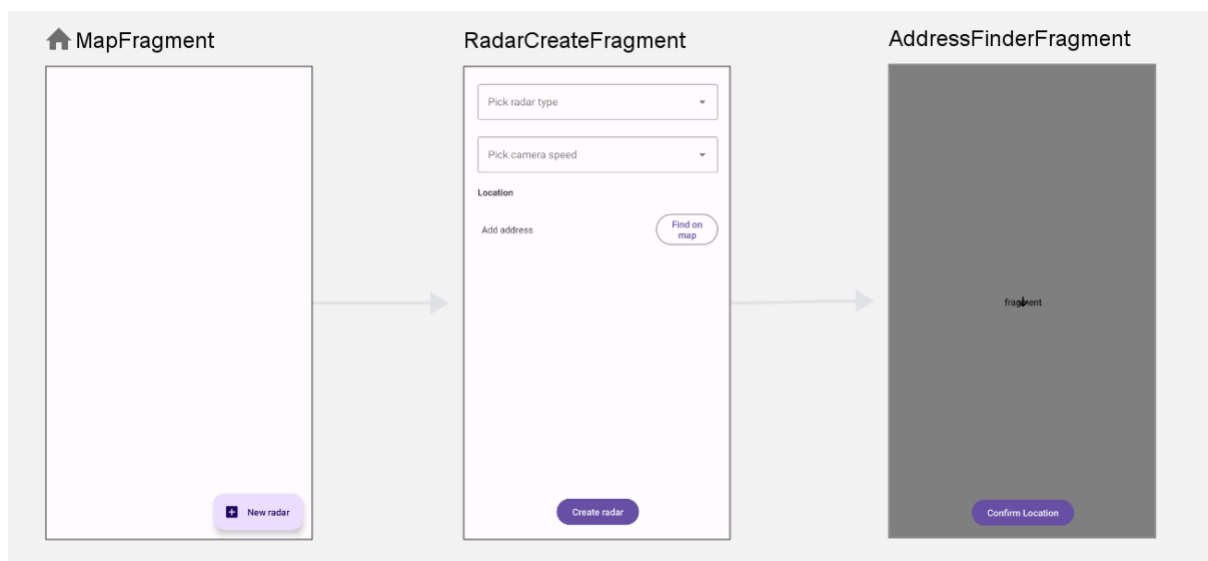 MapFragment
New radar
RadarCreateFragment
Pick radar type
Pick camera speed
Location
Add address
Find on
map
Create radar
AddressFinderFragment
fragment
Confirm Location